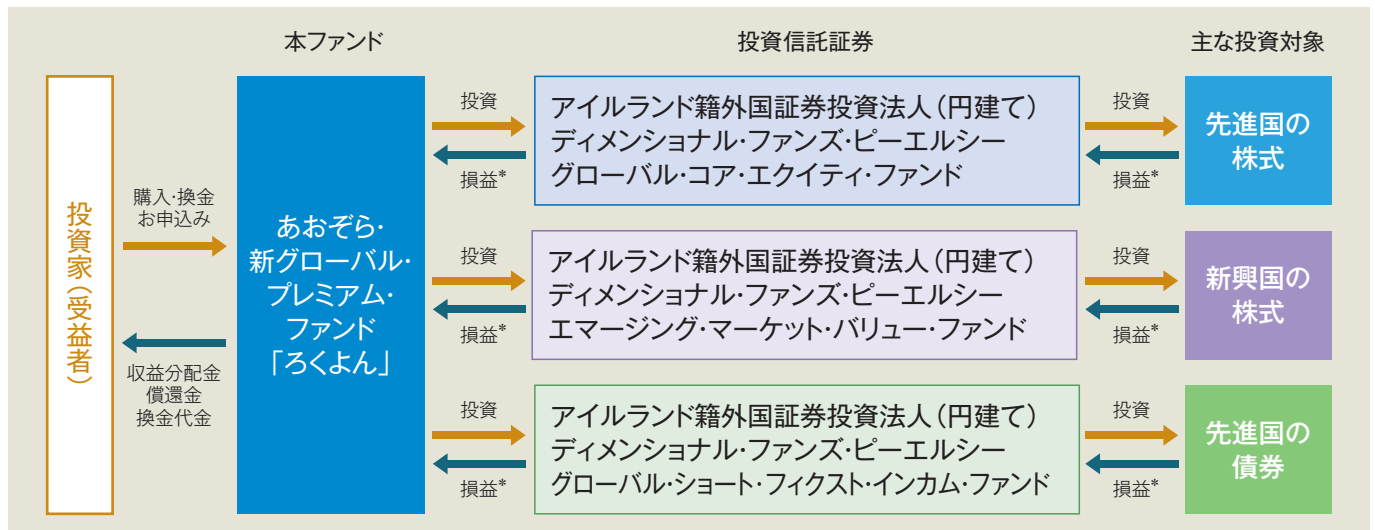 本ファンド
投資信託証券
主な投資対象
投資家(受益者)
購入・換金
お申込み
収益分配金
償還金
換金代金
あおぞら・
新グローバル・
プレミアム・
ファンド
「ろくよん」
投資
損益*
アイルランド籍外国証券投資法人(円建て)
ディメンショナル・ファンズ・ピーエルシー
グローバル・コア・エクイティ・ファンド
投資
損益*
先進国の
株式
投資
損益*
アイルランド籍外国証券投資法人(円建て)
ディメンショナル・ファンズ・ピーエルシー
エマージング・マーケット・バリュー・ファンド
投資
損益*
新興国の
株式
投資
損益*
アイルランド籍外国証券投資法人(円建て)
ディメンショナル・ファンズ・ピーエルシー
グローバル・ショート・フィクスト・インカム・ファンド
投資
損益*
先進国の
債券